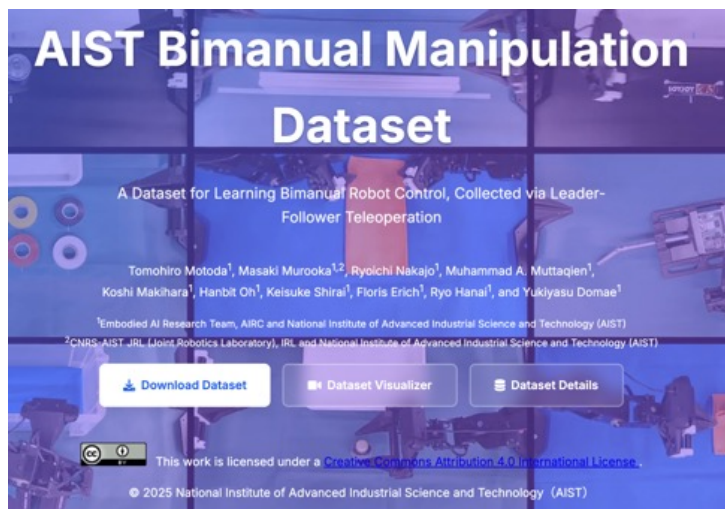 AIST Bimanual Manipulation
Dataset
A Dataset for Learning Bimanual Robot Control, Collected via Leader-
Follower Teleoperation
Tomohiro Motoda¹, Masaki Murooka¹,², Ryoichi Nakajo¹, Muhammad A. Muttaqien¹,
Koshi Makihara¹, Hanbit Oh¹, Keisuke Shirai¹, Floris Erich¹, Ryo Hanai¹, and Yukiyasu Domae¹
¹Embodied AI Research Team, AIRC and National Institute of Advanced Industrial Science and Technology (AIST)
²CNRS-AIST JRL (Joint Robotics Laboratory), IRL and National Institute of Advanced Industrial Science and Technology (AIST)
Download Dataset
Dataset Visualizer
Dataset Details
cc BY
This work is licensed under a Creative Commons Attribution 4.0 International License.
© 2025 National Institute of Advanced Industrial Science and Technology（AIST）